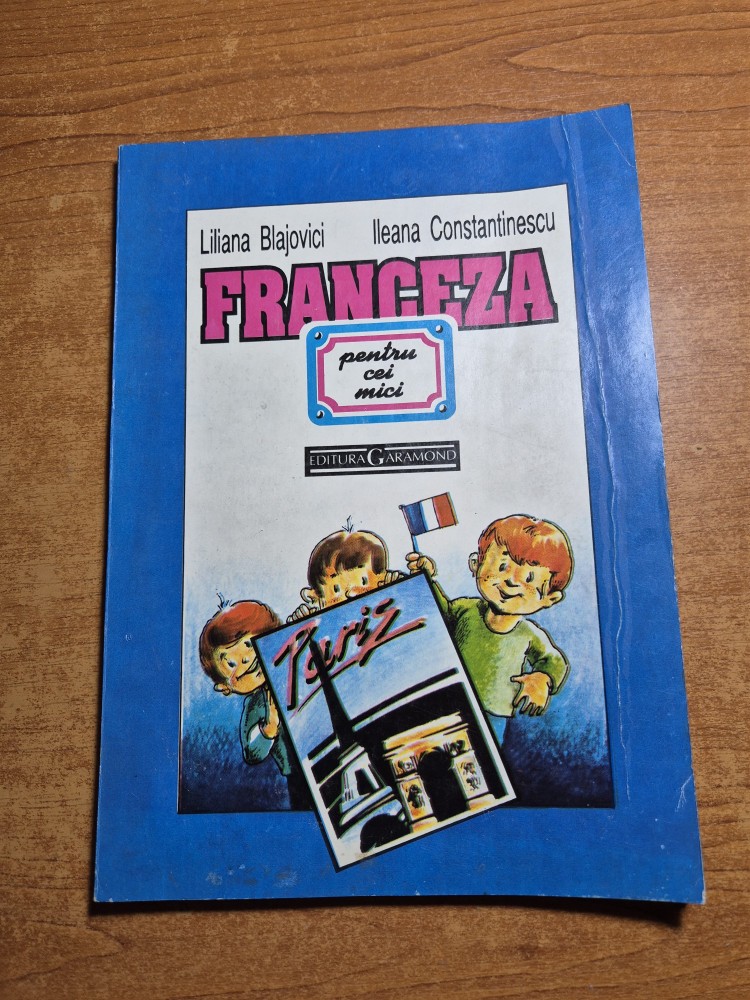 Liliana Blajovici Ileana Constantinescu
FRANCEZA
pentru
cei
mici
EDITURA GARAMOND
Paris